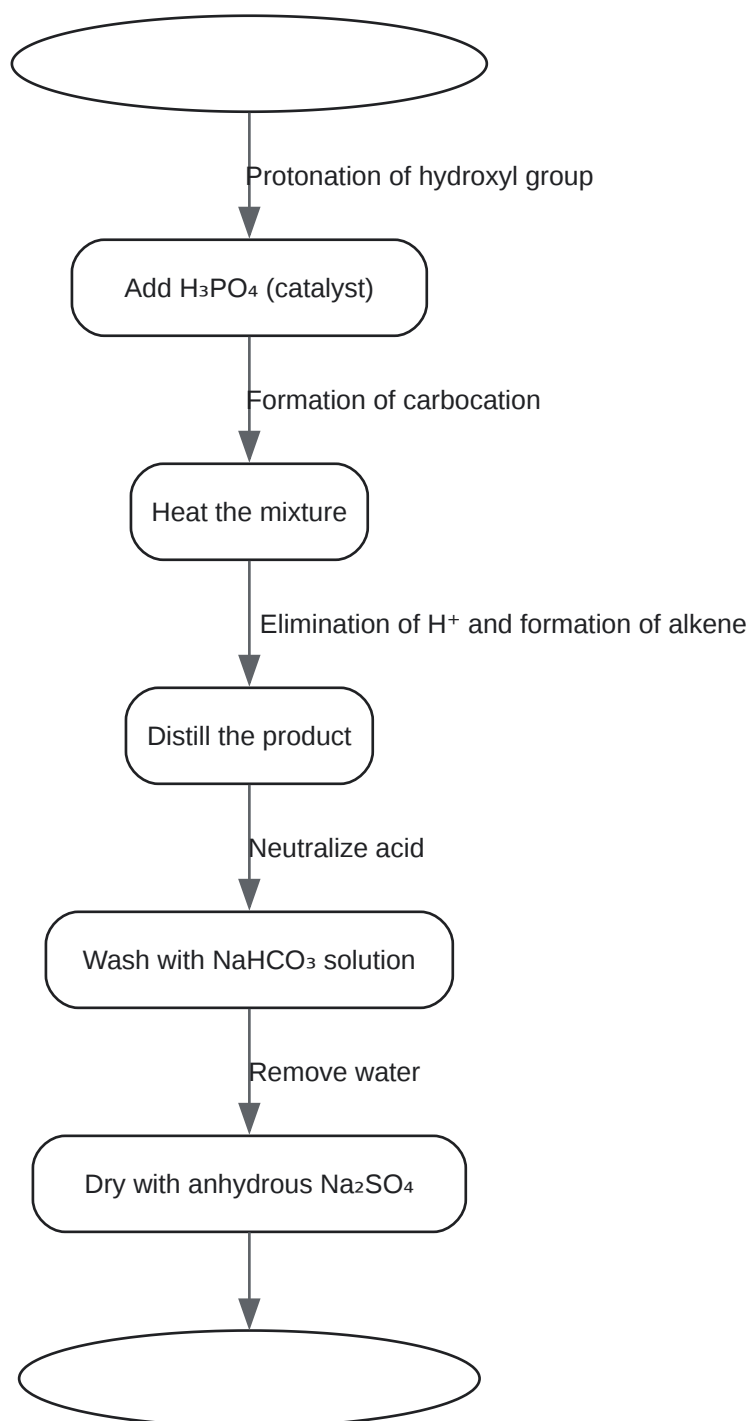 Protonation of hydroxyl group
Add H₃PO₄ (catalyst)
Formation of carbocation
Heat the mixture
Elimination of H⁺ and formation of alkene
Distill the product
Neutralize acid
Wash with NaHCO₃ solution
Remove water
Dry with anhydrous Na₂SO₄